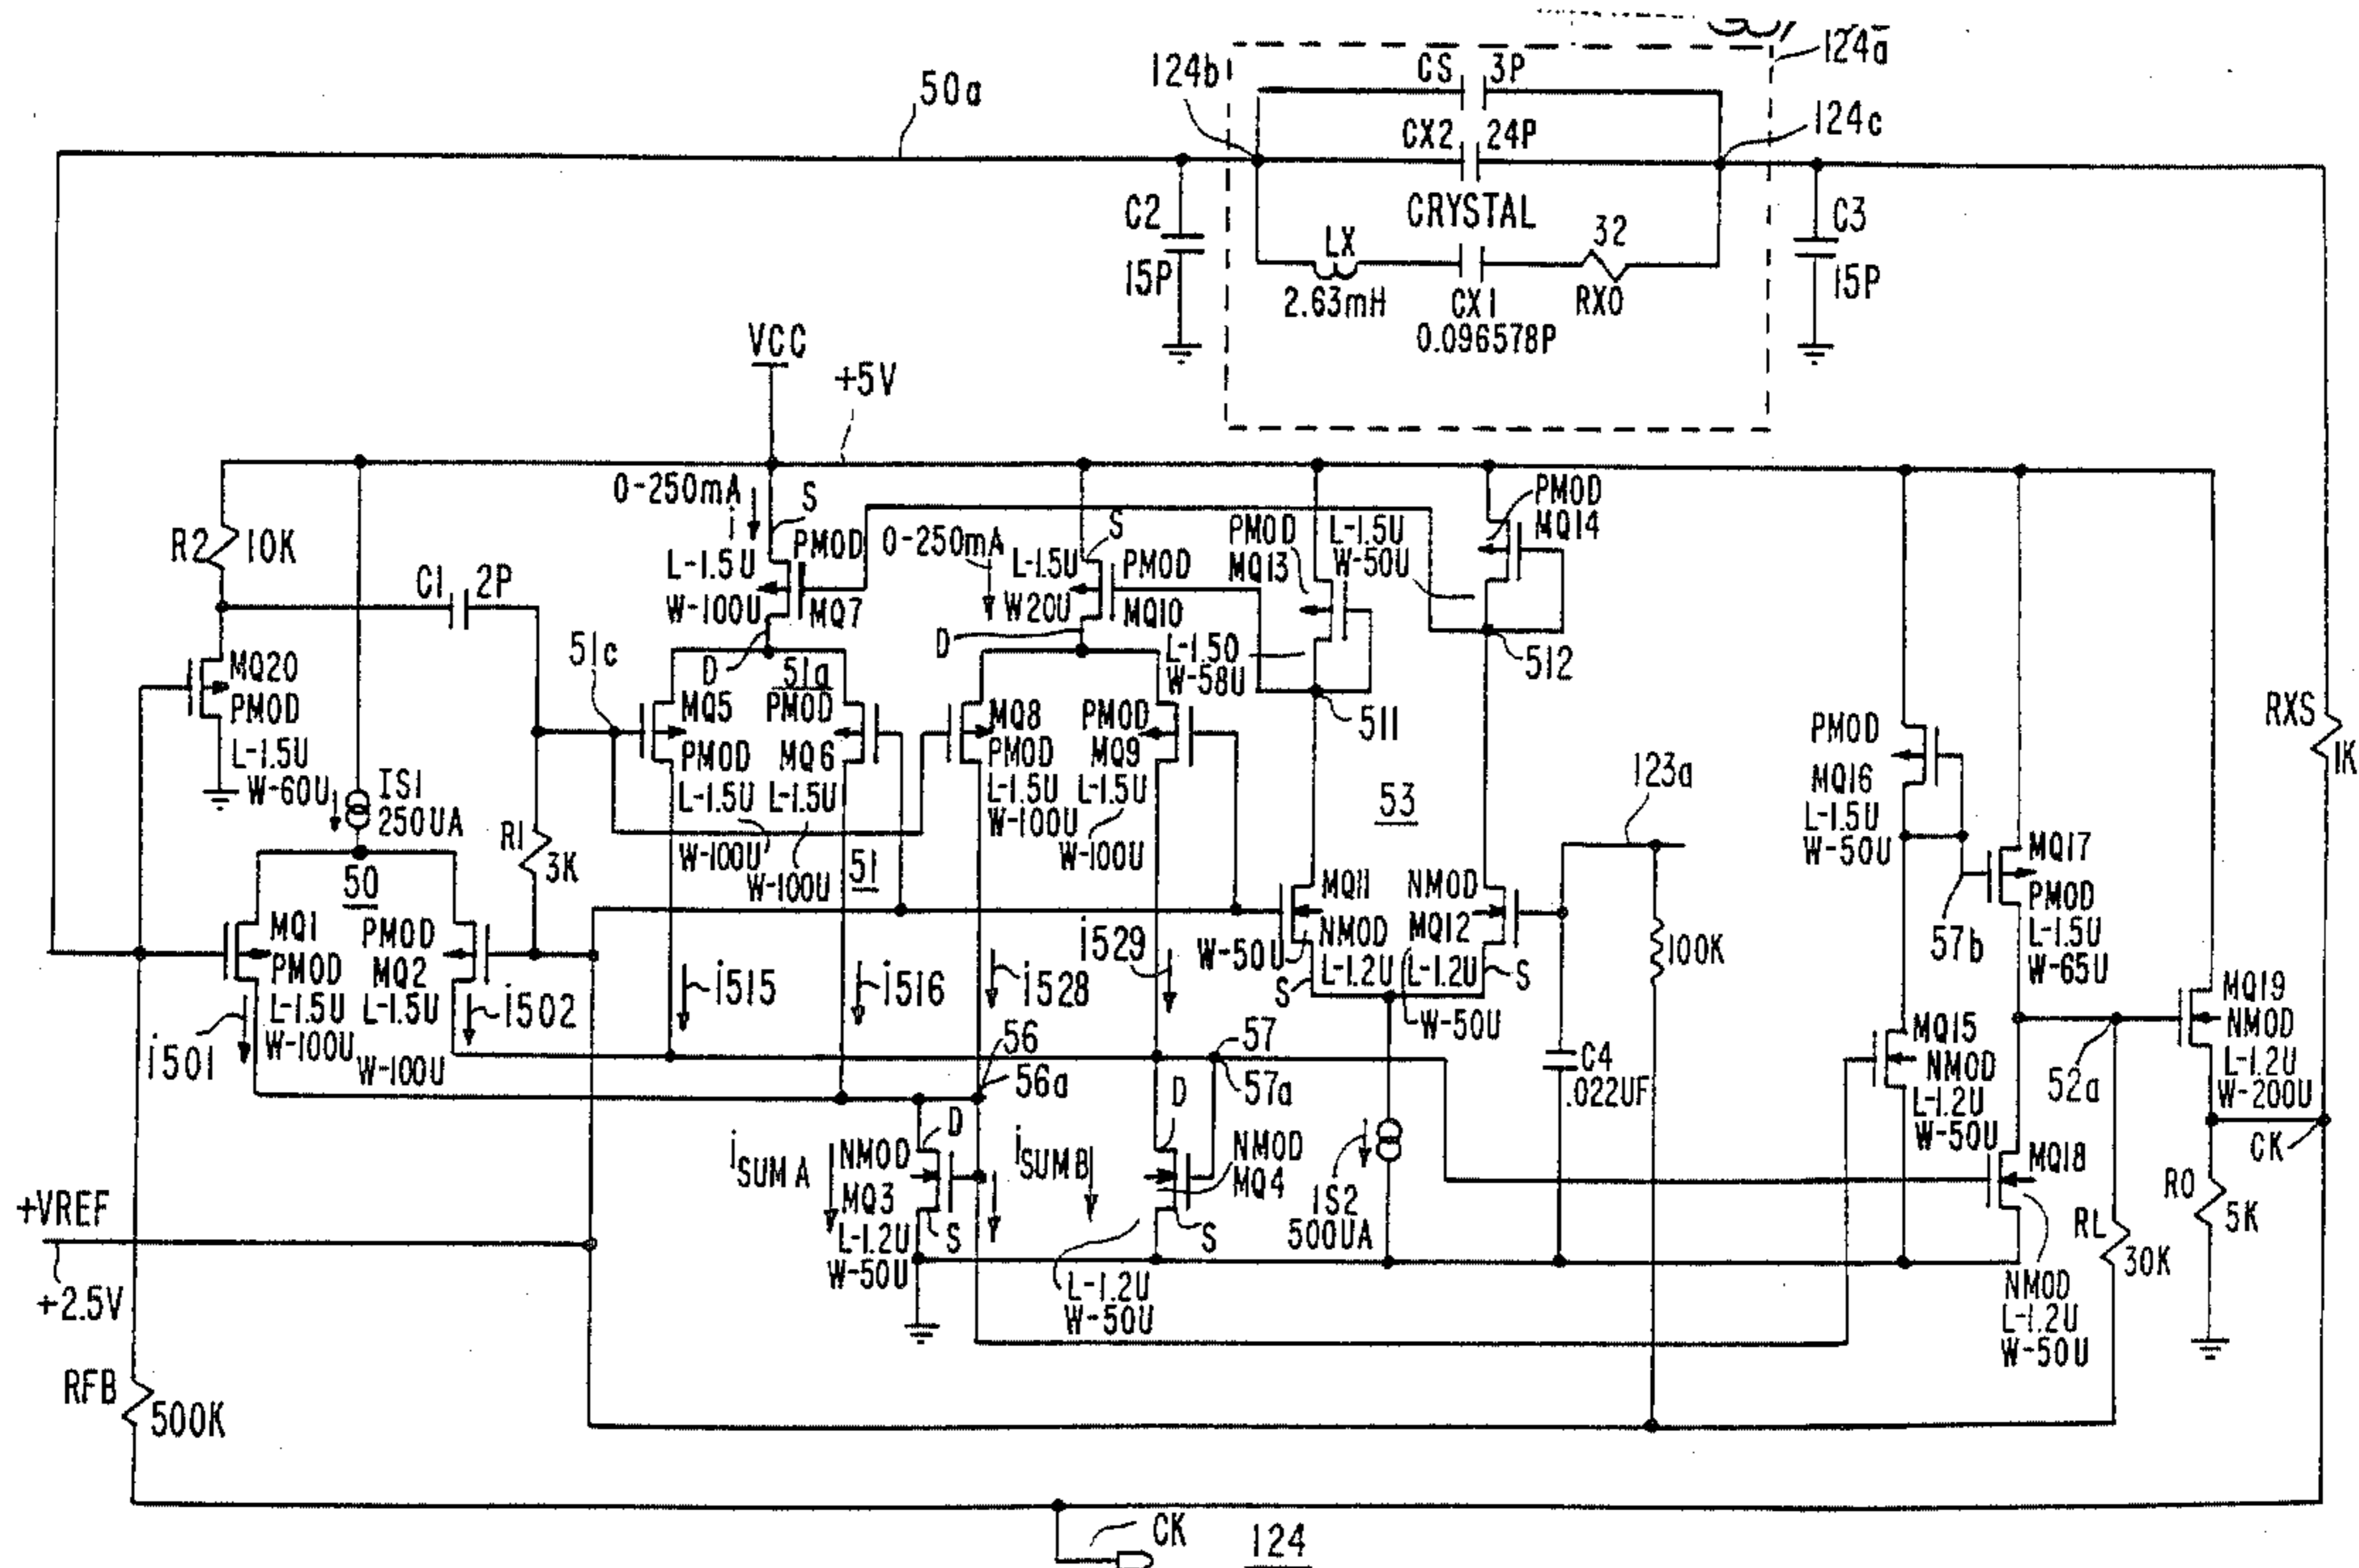 124a
124b
CS 3P
50a
124c
CX2 24P
CRYSTAL
C2
15P
LX
2.63mH
CX1
0.096578P
32
RX0
C3
15P
VCC
+5V
0-250mA
i
S
PMOD
L-1.5U
W-100U
MQ7
D
R2
10K
C1 2P
0-250mA
S
L-1.5U
W20U
PMOD
MQ10
D
PMOD
MQ13
L-1.50
W-58U
L-1.5U
W-50U
PMOD
MQ14
512
511
51c
51a
MQ20
PMOD
L-1.5U
W-60U
IS1
250UA
R1
3K
MQ5
PMOD
L-1.5U
W-100U
PMOD
MQ6
L-1.5U
W-100U
51
MQ8
PMOD
L-1.5U
W-100U
PMOD
MQ9
L-1.5U
W-100U
53
123a
100K
PMOD
MQ16
L-1.5U
W-50U
MQ17
PMOD
L-1.5U
W-65U
57b
RXS
1K
50
MQ1
PMOD
L-1.5U
W-100U
PMOD
MQ2
L-1.5U
W-100U
i501
i502
i515
i516
i528
i529
MQ11
NMOD
W-50U
L-1.2U
S
NMOD
MQ12
L-1.2U
W-50U
S
57
57a
56
56a
C4
.022UF
MQ15
NMOD
L-1.2U
W-50U
52a
MQ19
NMOD
L-1.2U
W-200U
CK
iSUM A
NMOD
MQ3
L-1.2U
W-50U
D
S
iSUM B
D
NMOD
MQ4
S
L-1.2U
W-50U
IS2
500UA
MQ18
NMOD
L-1.2U
W-50U
RL
30K
R0
5K
+VREF
+2.5V
RFB
500K
CK
124